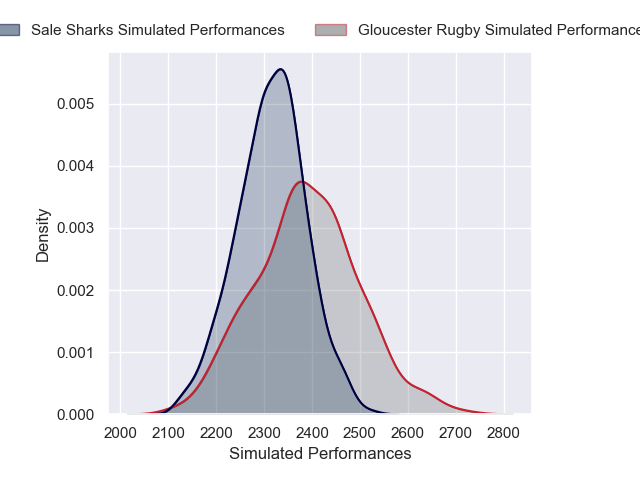 Sale Sharks Simulated Performances Gloucester Rugby Simulated Performance
0.005
0.004
0.003
0.002
0.001
0.000
Density
2000 2100 2200 2300 2400 2500 2600 2700 2800
Simulated Performances